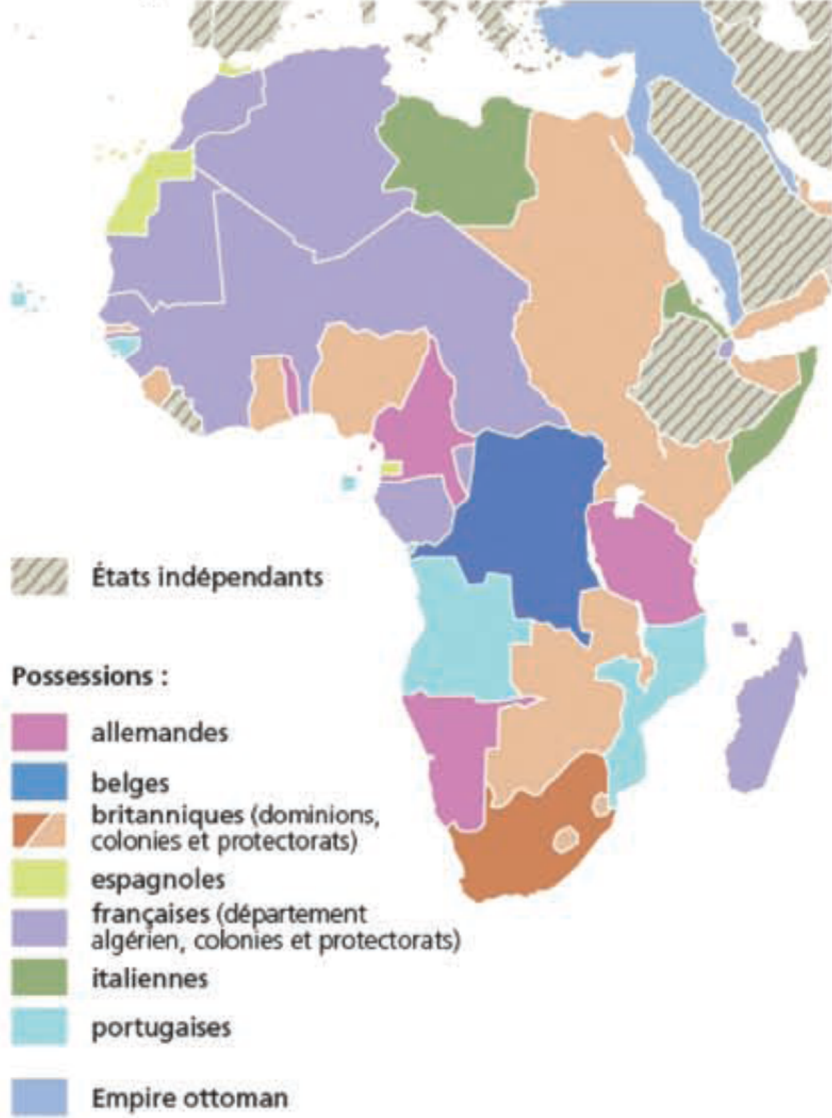 États indépendants
Possessions :
allemandes
belges
britanniques (dominions,
colonies et protectorats)
espagnoles
françaises (département
algérien, colonies et protectorats)
italiennes
portugaises
Empire ottoman